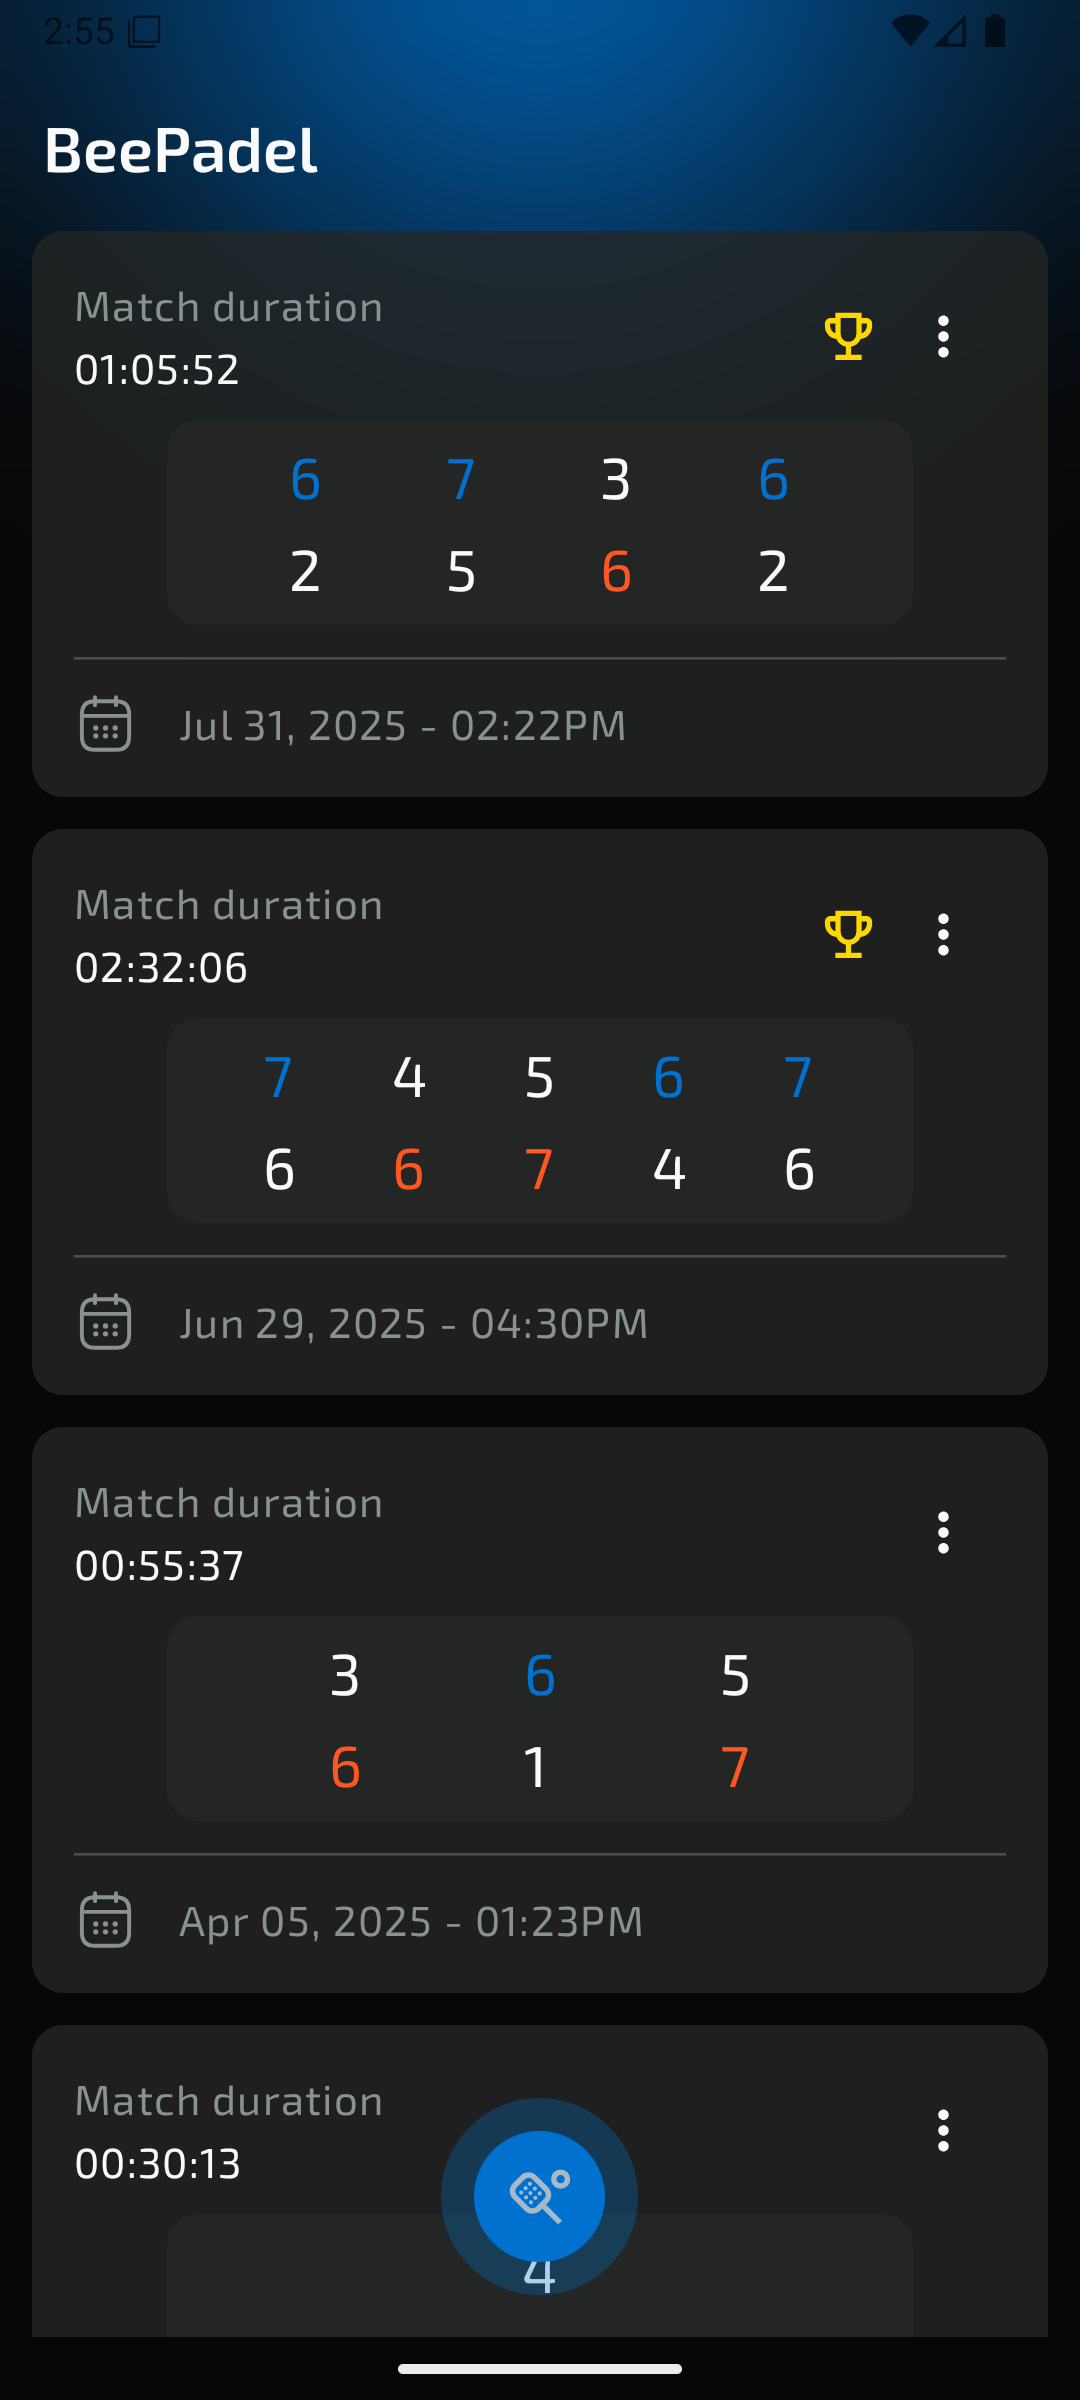 2:55
BeePadel
Match duration
01:05:52
6 7 3 6
2 5 6 2
Jul 31, 2025 - 02:22PM
Match duration
02:32:06
7 4 5 6 7
6 6 7 4 6
Jun 29, 2025 - 04:30PM
Match duration
00:55:37
3 6 5
6 1 7
Apr 05, 2025 - 01:23PM
Match duration
00:30:13
4